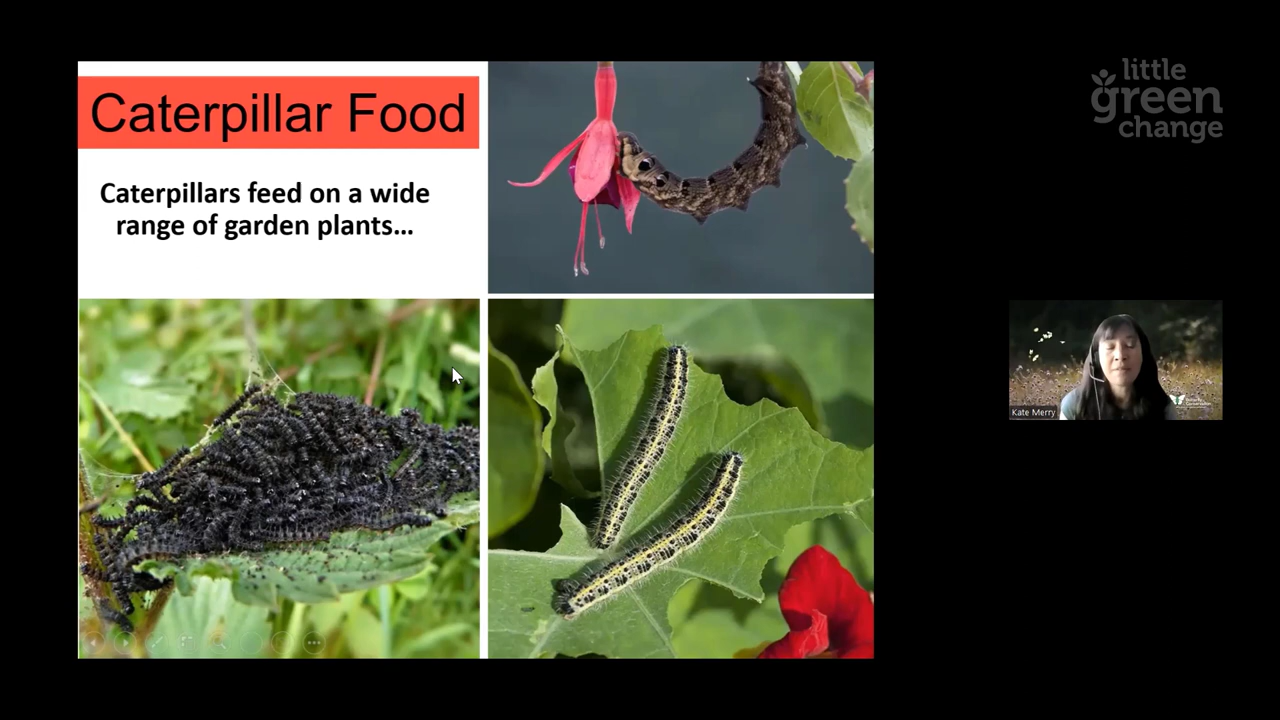 Caterpillar Food
Caterpillars feed on a wide
range of garden plants...
little
green
change
Kate Merry